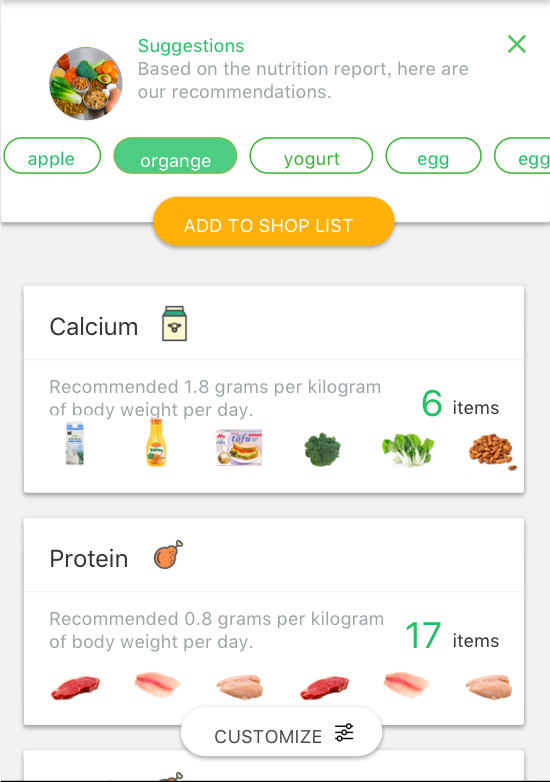 Suggestions
Based on the nutrition report, here are
our recommendations.
apple
organge
yogurt
egg
egg
ADD TO SHOP LIST
Calcium
Recommended 1.8 grams per kilogram
of body weight per day.
6 items
tofu
Protein
Recommended 0.8 grams per kilogram
of body weight per day.
17 items
CUSTOMIZE